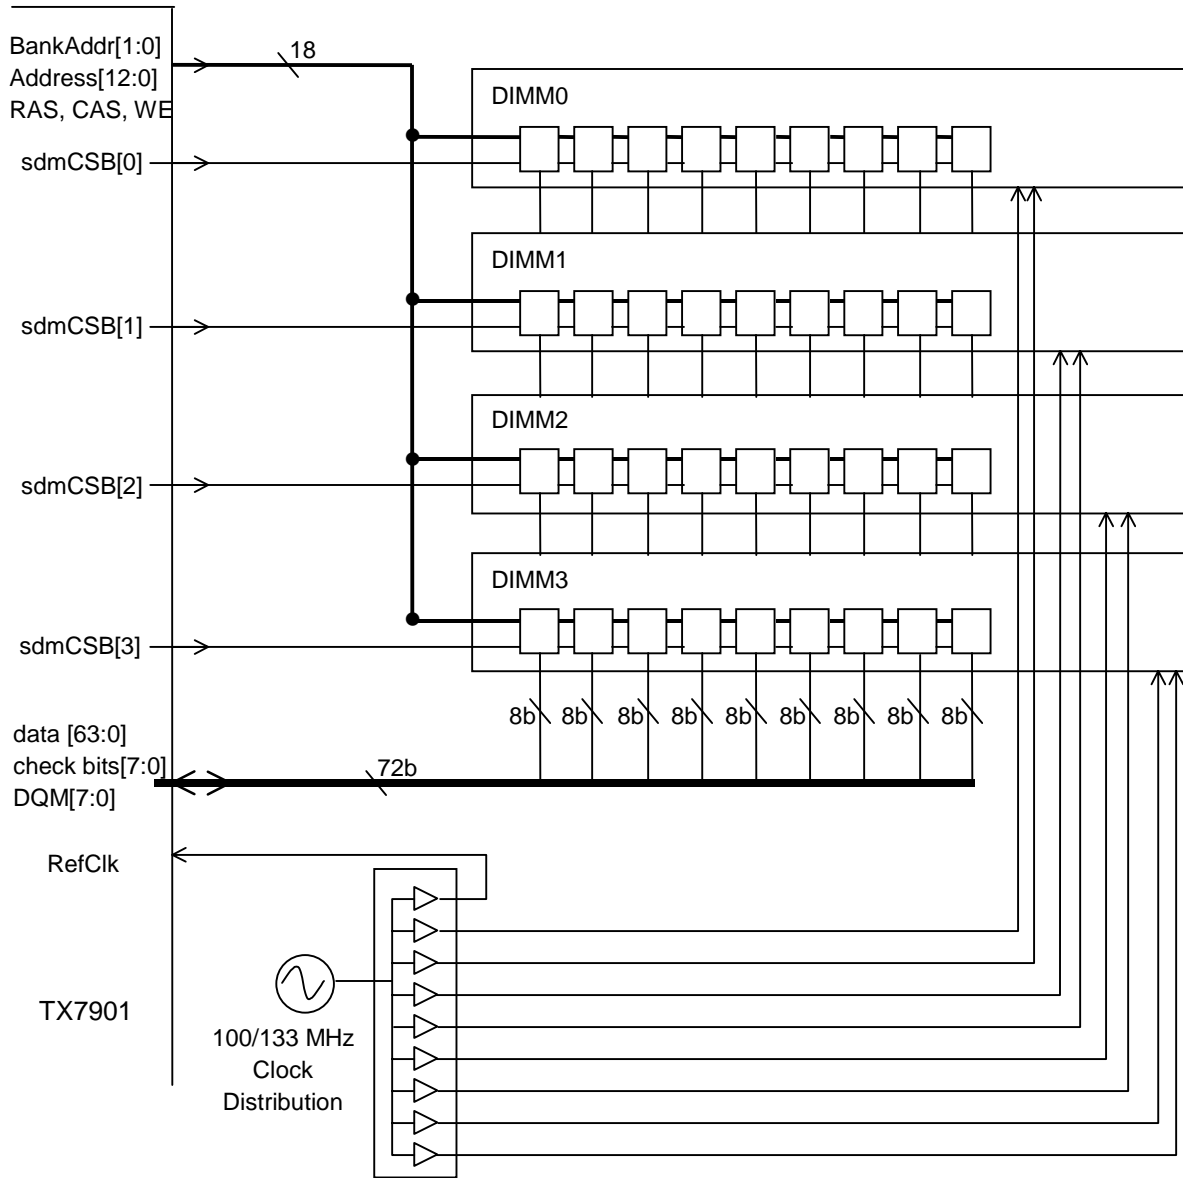 BankAddr[1:0]
Address[12:0]
RAS, CAS, WE
18
DIMM0
sdmCSB[0]
DIMM1
sdmCSB[1]
DIMM2
sdmCSB[2]
DIMM3
sdmCSB[3]
8b 8b 8b 8b 8b 8b 8b 8b 8b
data [63:0]
check bits[7:0]
DQM[7:0]
72b
RefClk
TX7901
100/133 MHz
Clock
Distribution